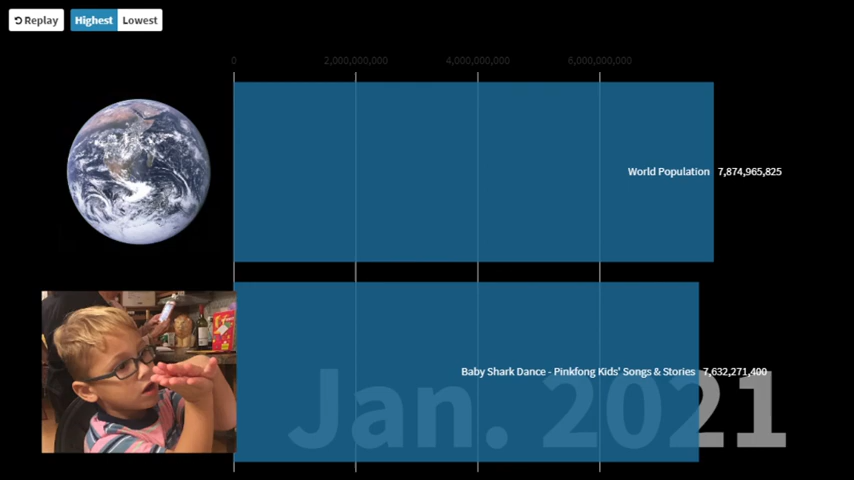 Replay Highest Lowest
0 2,000,000,000 4,000,000,000 6,000,000,000
World Population 7,874,965,825
Baby Shark Dance - Pinkfong Kids' Songs & Stories 7,632,271,400
Jan. 2021